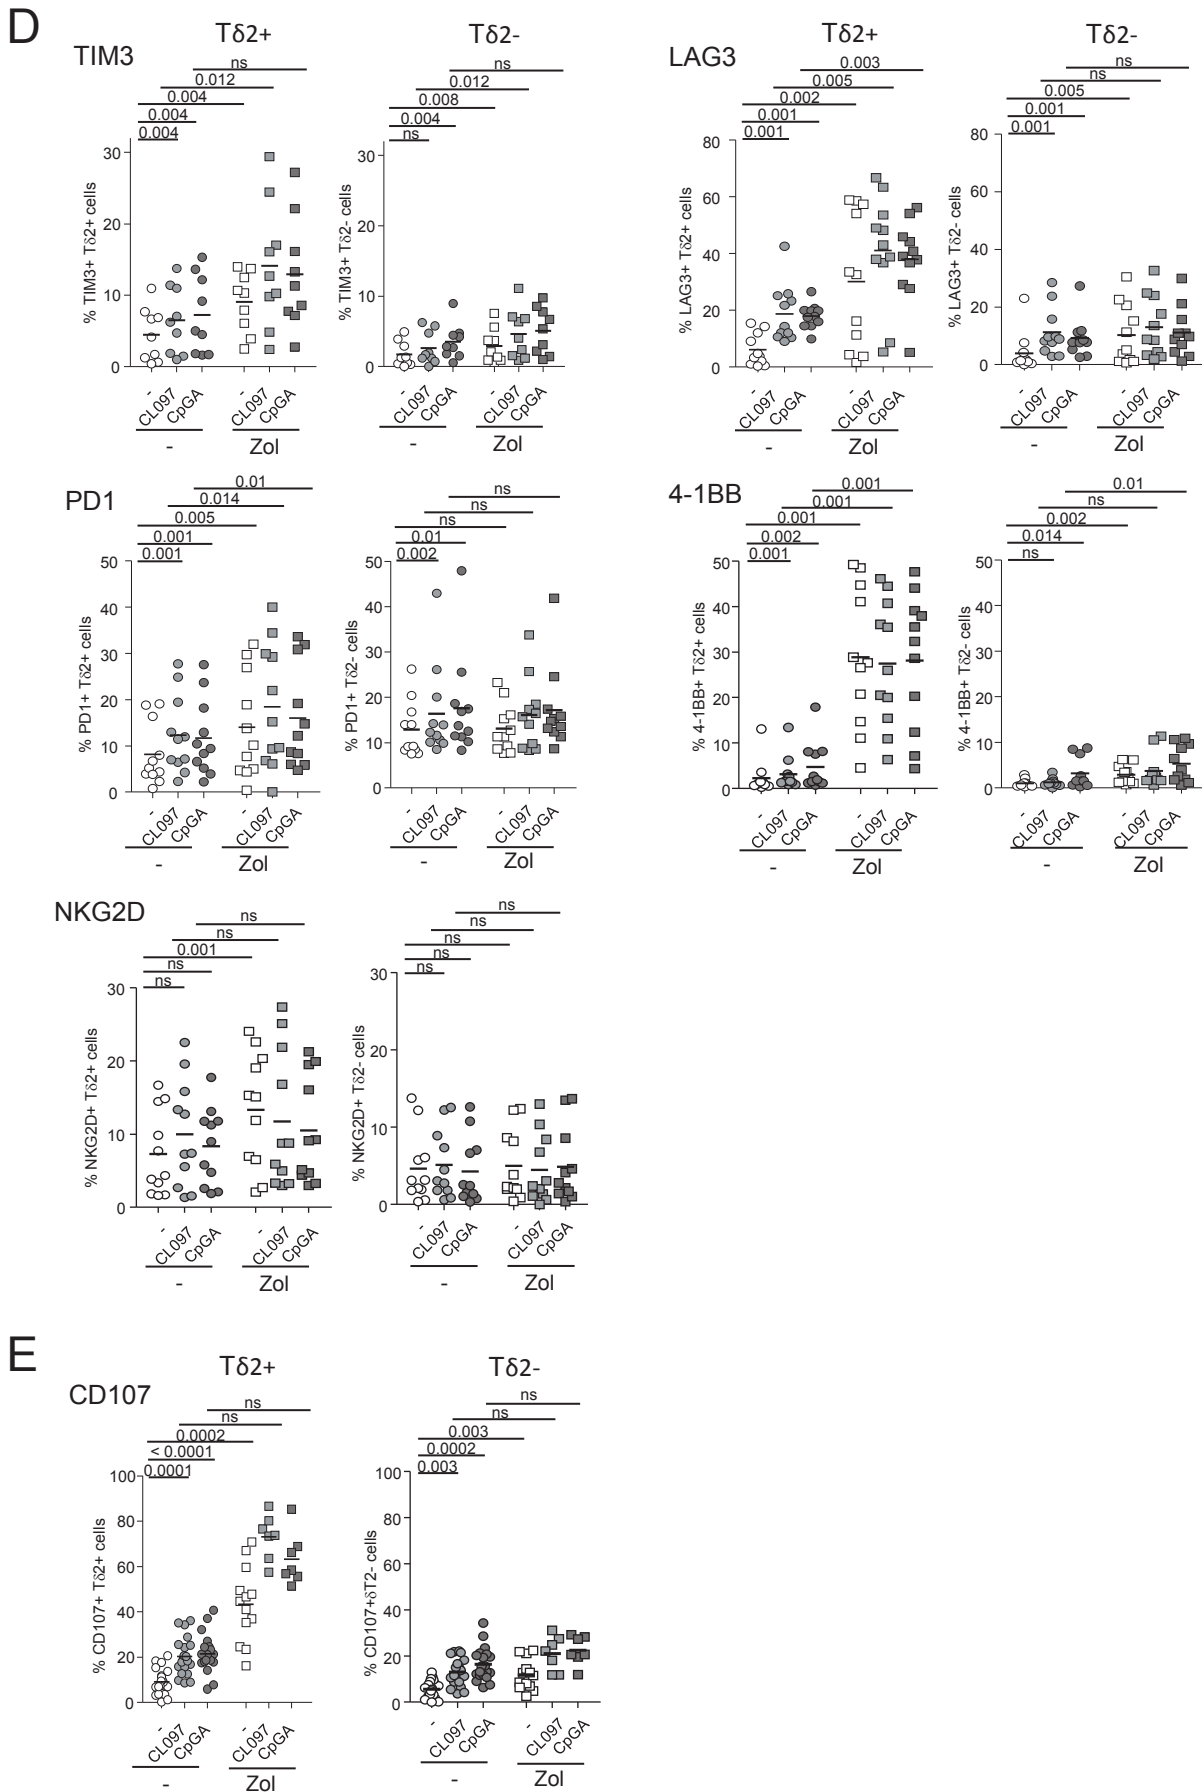 D
TIM3
Tδ2+
ns
0.012
0.004
0.004
0.004
% TIM3+ Tδ2+ cells
30
20
10
0
- CL097 CpGA - CL097 CpGA
- Zol
Tδ2-
ns
0.012
0.008
0.004
ns
% TIM3+ Tδ2- cells
30
20
10
0
- CL097 CpGA - CL097 CpGA
- Zol
LAG3
Tδ2+
0.003
0.005
0.002
0.001
0.001
% LAG3+ Tδ2+ cells
80
60
40
20
0
- CL097 CpGA - CL097 CpGA
- Zol
Tδ2-
ns
ns
0.005
0.001
0.001
% LAG3+ Tδ2- cells
80
60
40
20
0
- CL097 CpGA - CL097 CpGA
- Zol
PD1
0.01
0.014
0.005
0.001
0.001
% PD1+ Tδ2+ cells
50
40
30
20
10
0
- CL097 CpGA - CL097 CpGA
- Zol
ns
ns
ns
0.01
0.002
% PD1+ Tδ2- cells
50
40
30
20
10
0
- CL097 CpGA - CL097 CpGA
- Zol
4-1BB
0.001
0.001
0.001
0.002
0.001
% 4-1BB+ Tδ2+ cells
50
40
30
20
10
0
- CL097 CpGA - CL097 CpGA
- Zol
0.01
ns
0.002
0.014
ns
% 4-1BB+ Tδ2- cells
50
40
30
20
10
0
- CL097 CpGA - CL097 CpGA
- Zol
NKG2D
ns
ns
0.001
ns
ns
% NKG2D+ Tδ2+ cells
30
20
10
0
- CL097 CpGA - CL097 CpGA
- Zol
ns
ns
ns
ns
ns
% NKG2D+ Tδ2- cells
30
20
10
0
- CL097 CpGA - CL097 CpGA
- Zol
E
CD107
Tδ2+
ns
ns
0.0002
< 0.0001
0.0001
% CD107+ Tδ2+ cells
100
80
60
40
20
0
- CL097 CpGA - CL097 CpGA
- Zol
Tδ2-
ns
ns
0.003
0.0002
0.003
% CD107+δT2- cells
100
80
60
40
20
0
- CL097 CpGA - CL097 CpGA
- Zol